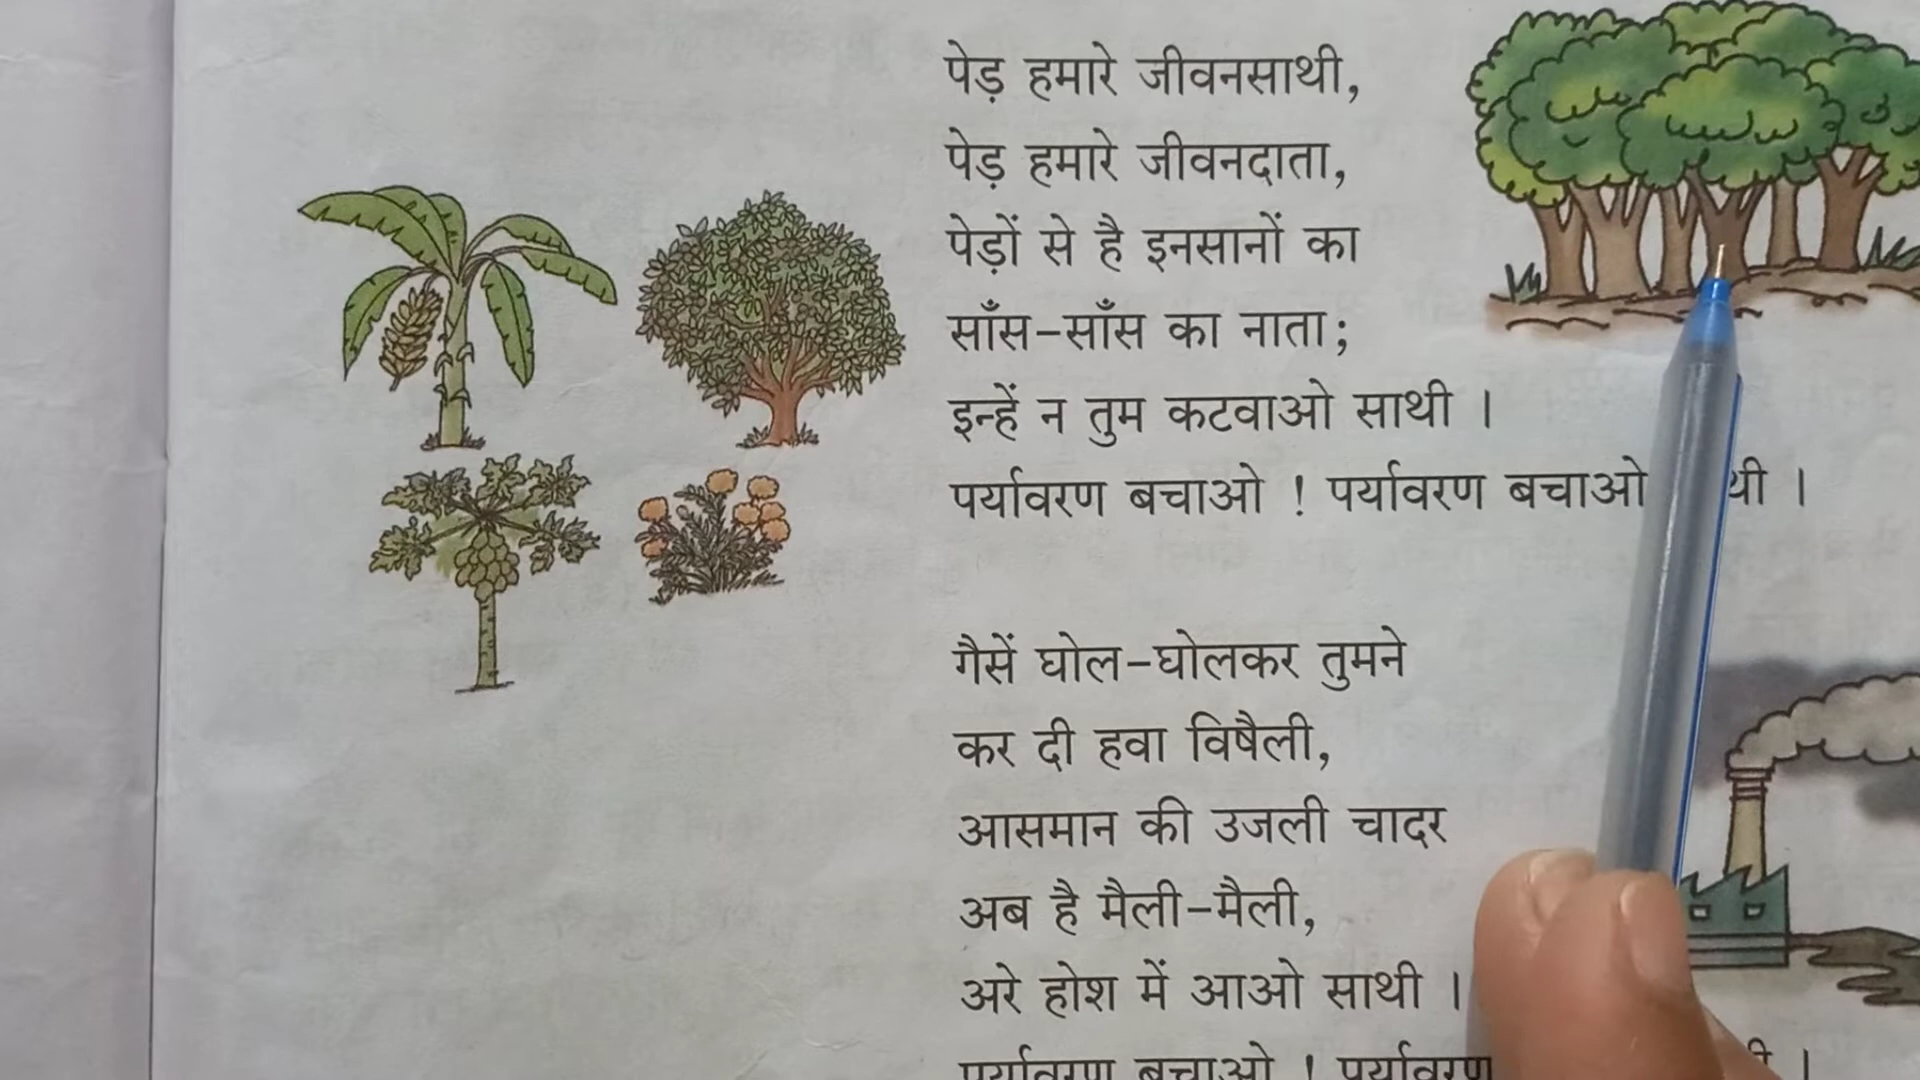 पेड़ हमारे जीवनसाथी,
पेड़ हमारे जीवनदाता,
पेड़ों से है इनसानों का
साँस-साँस का नाता;
इन्हें न तुम कटवाओ साथी ।
पर्यावरण बचाओ ! पर्यावरण बचाओ थी ।
गैसें घोल-घोलकर तुमने
कर दी हवा विषैली,
आसमान की उजली चादर
अब है मैली-मैली,
अरे होश में आओ साथी ।
पर्यावरण बचाओ ! पर्यावरण